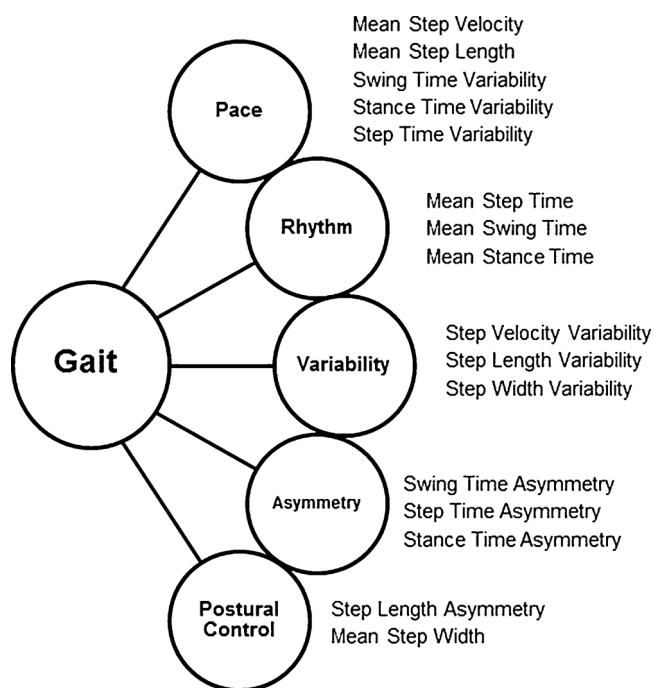 Mean Step Velocity
Mean Step Length
Swing Time Variability
Stance Time Variability
Step Time Variability
Pace
Mean Step Time
Mean Swing Time
Mean Stance Time
Rhythm
Gait
Step Velocity Variability
Step Length Variability
Step Width Variability
Variability
Swing Time Asymmetry
Step Time Asymmetry
Stance Time Asymmetry
Asymmetry
Postural
Control
Step Length Asymmetry
Mean Step Width